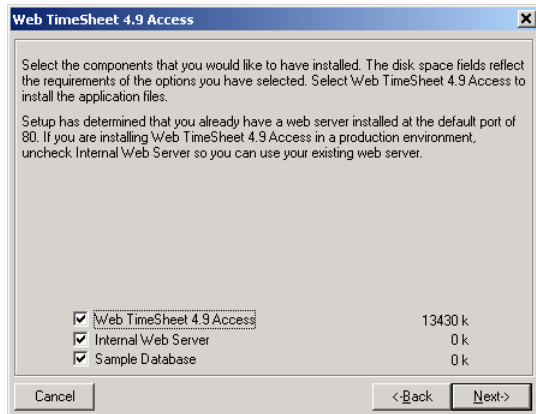 Web TimeSheet 4.9 Access
Select the components that you would like to have installed. The disk space fields reflect
the requirements of the options you have selected. Select Web TimeSheet 4.9 Access to
install the application files.
Setup has determined that you already have a web server installed at the default port of
80. If you are installing Web TimeSheet 4.9 Access in a production environment,
uncheck Internal Web Server so you can use your existing web server.
Web TimeSheet 4.9 Access 13430 k
Internal Web Server 0 k
Sample Database 0 k
Cancel <-Back Next->